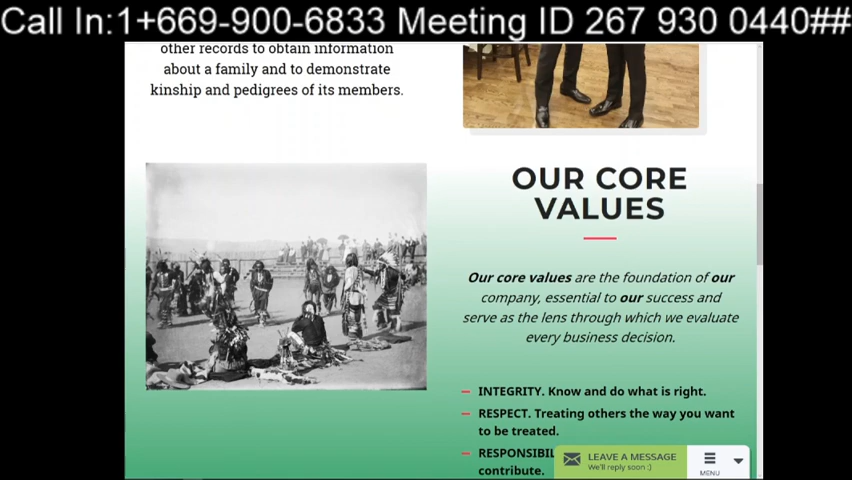 Call In:1+669-900-6833 Meeting ID 267 930 0440##
other records to obtain information
about a family and to demonstrate
kinship and pedigrees of its members.
OUR CORE
VALUES
Our core values are the foundation of our
company, essential to our success and
serve as the lens through which we evaluate
every business decision.
INTEGRITY. Know and do what is right.
RESPECT. Treating others the way you want
to be treated.
RESPONSIBIL
contribute.
LEAVE A MESSAGE
We'll reply soon :)
MENU